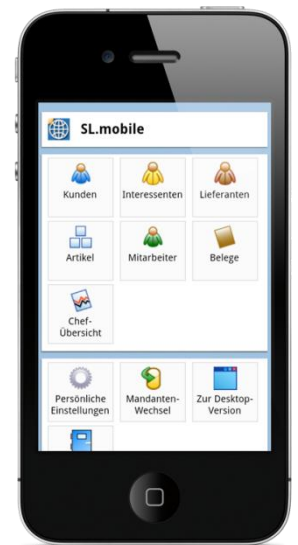 SL.mobile
Kunden
Interessenten
Lieferanten
Artikel
Mitarbeiter
Belege
Chef-
Übersicht
Persönliche
Einstellungen
Mandanten-
Wechsel
Zur Desktop-
Version